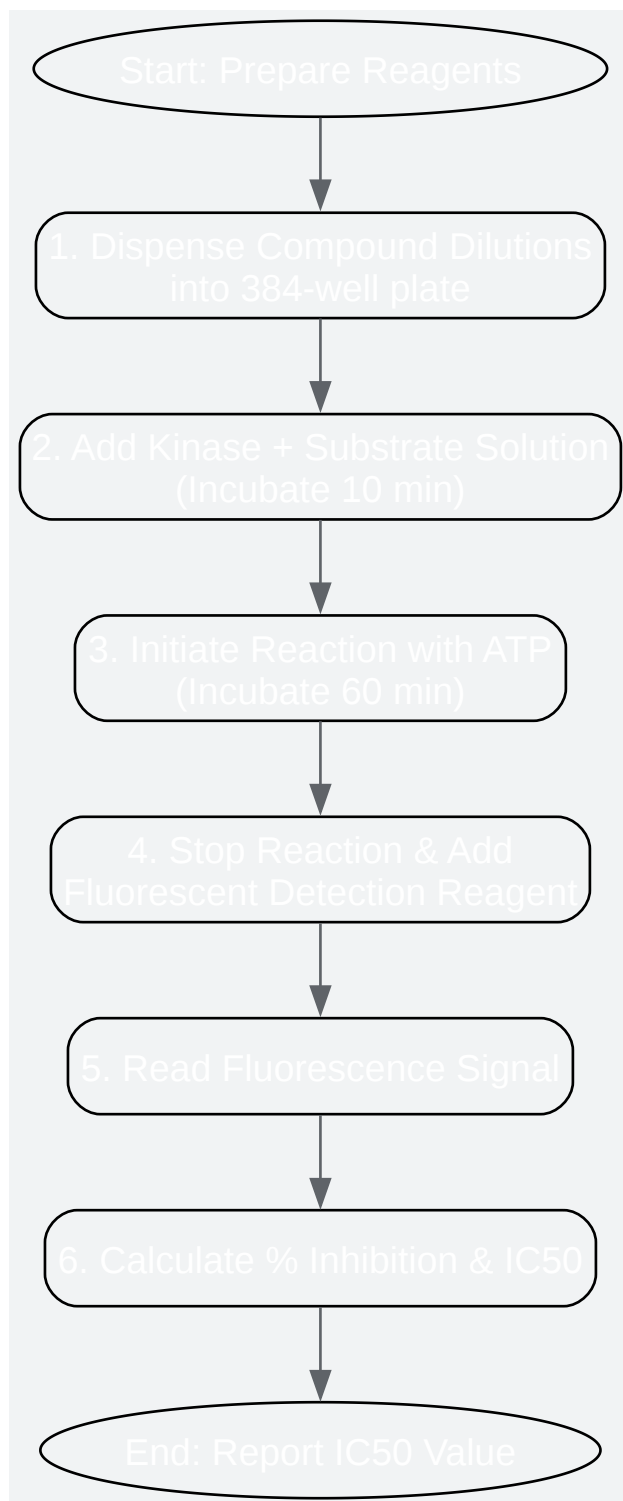 Start: Prepare Reagents
1. Dispense Compound Dilutions
into 384-well plate
2. Add Kinase + Substrate Solution
(Incubate 10 min)
3. Initiate Reaction with ATP
(Incubate 60 min)
4. Stop Reaction & Add
Fluorescent Detection Reagent
5. Read Fluorescence Signal
6. Calculate % Inhibition & IC50
End: Report IC50 Value